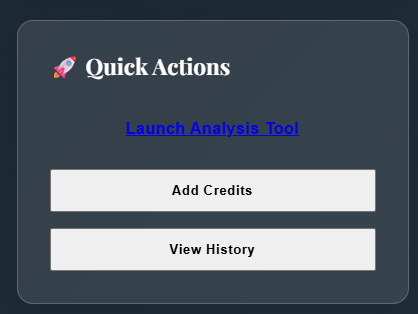 🚀 Quick Actions
Launch Analysis Tool
Add Credits
View History